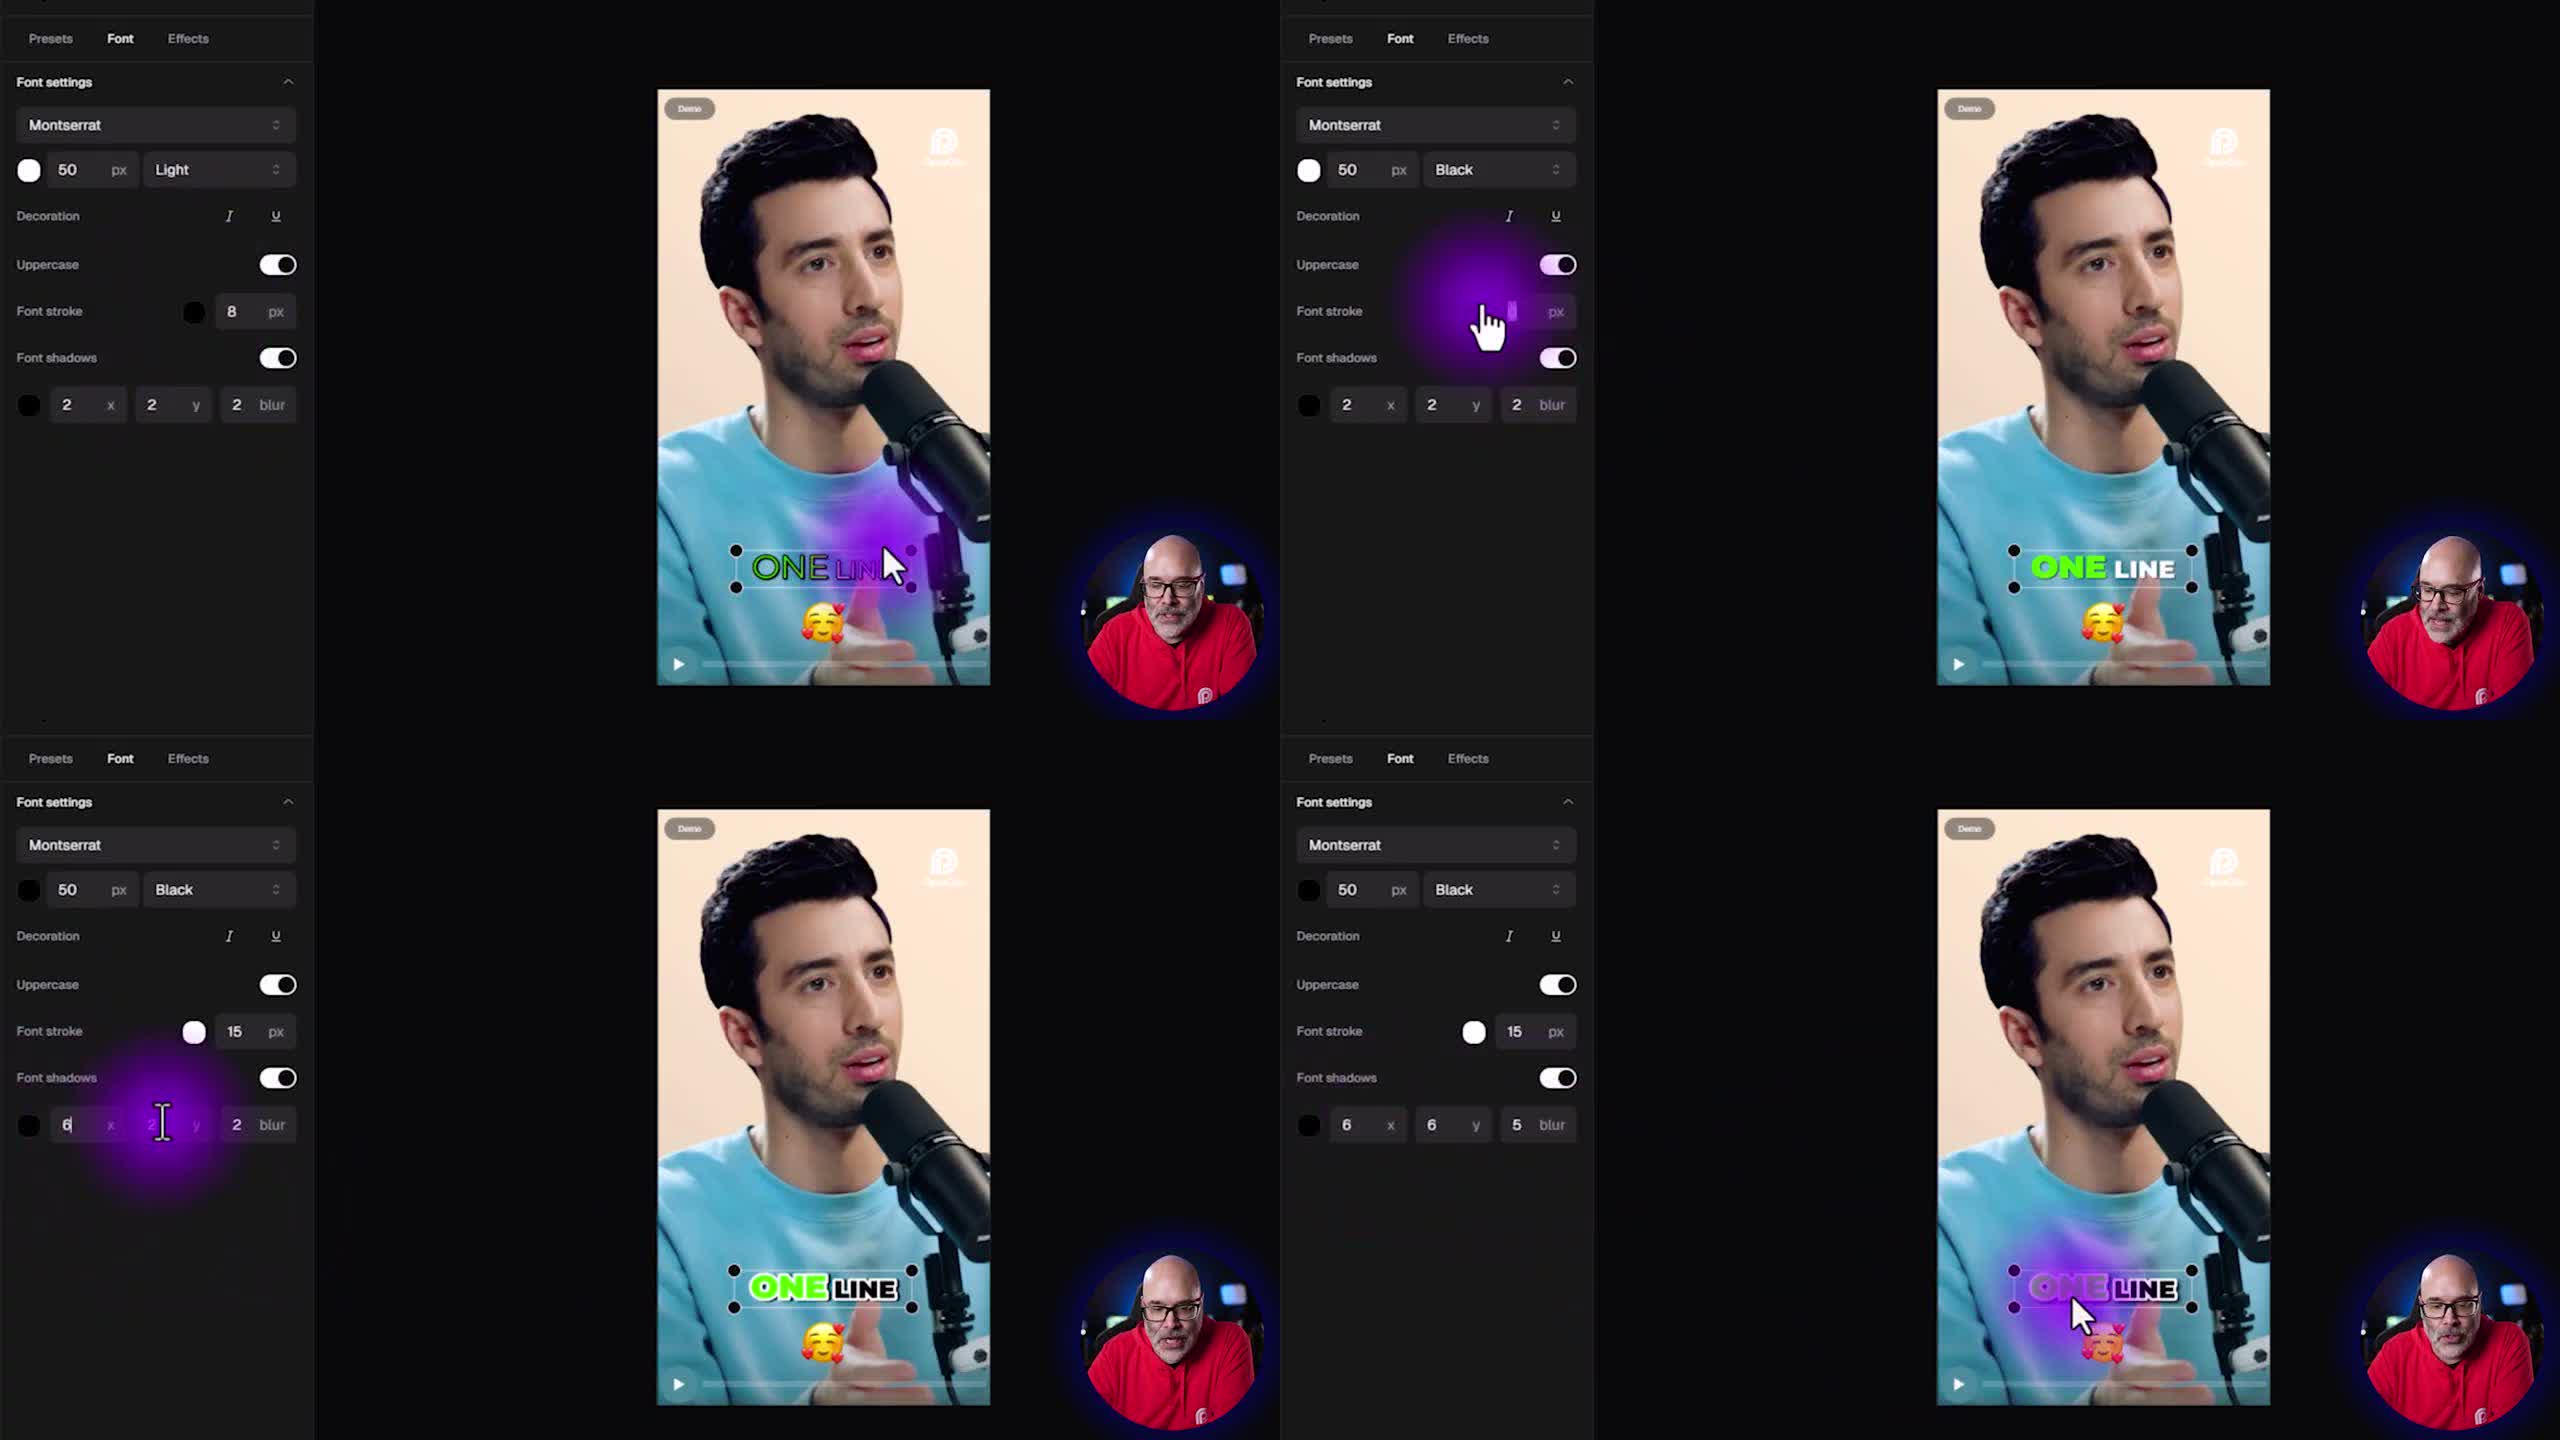 Presets Font Effects
Font settings
Montserrat
50 px Light
Decoration I U
Uppercase
Font stroke 8 px
Font shadows
2 x 2 y 2 blur
Demo
ONE LINE
Presets Font Effects
Font settings
Montserrat
50 px Black
Decoration I U
Uppercase
Font stroke px
Font shadows
2 x 2 y 2 blur
Demo
ONE LINE
Presets Font Effects
Font settings
Montserrat
50 px Black
Decoration I U
Uppercase
Font stroke 15 px
Font shadows
6 x 2 y 2 blur
Demo
ONE LINE
Presets Font Effects
Font settings
Montserrat
50 px Black
Decoration I U
Uppercase
Font stroke 15 px
Font shadows
6 x 6 y 5 blur
Demo
ONE LINE